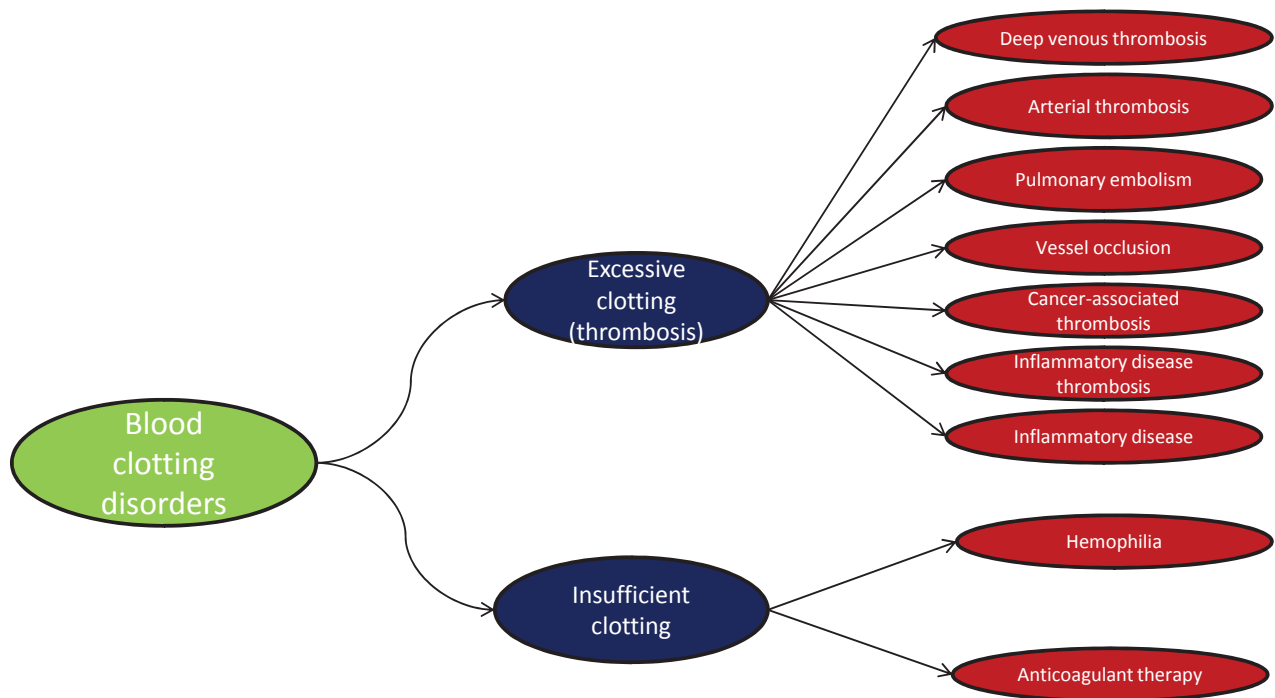 Deep venous thrombosis
Arterial thrombosis
Pulmonary embolism
Vessel occlusion
Excessive
clotting
(thrombosis)
Cancer-associated
thrombosis
Inflammatory disease
thrombosis
Inflammatory disease
Blood
clotting
disorders
Hemophilia
Insufficient
clotting
Anticoagulant therapy